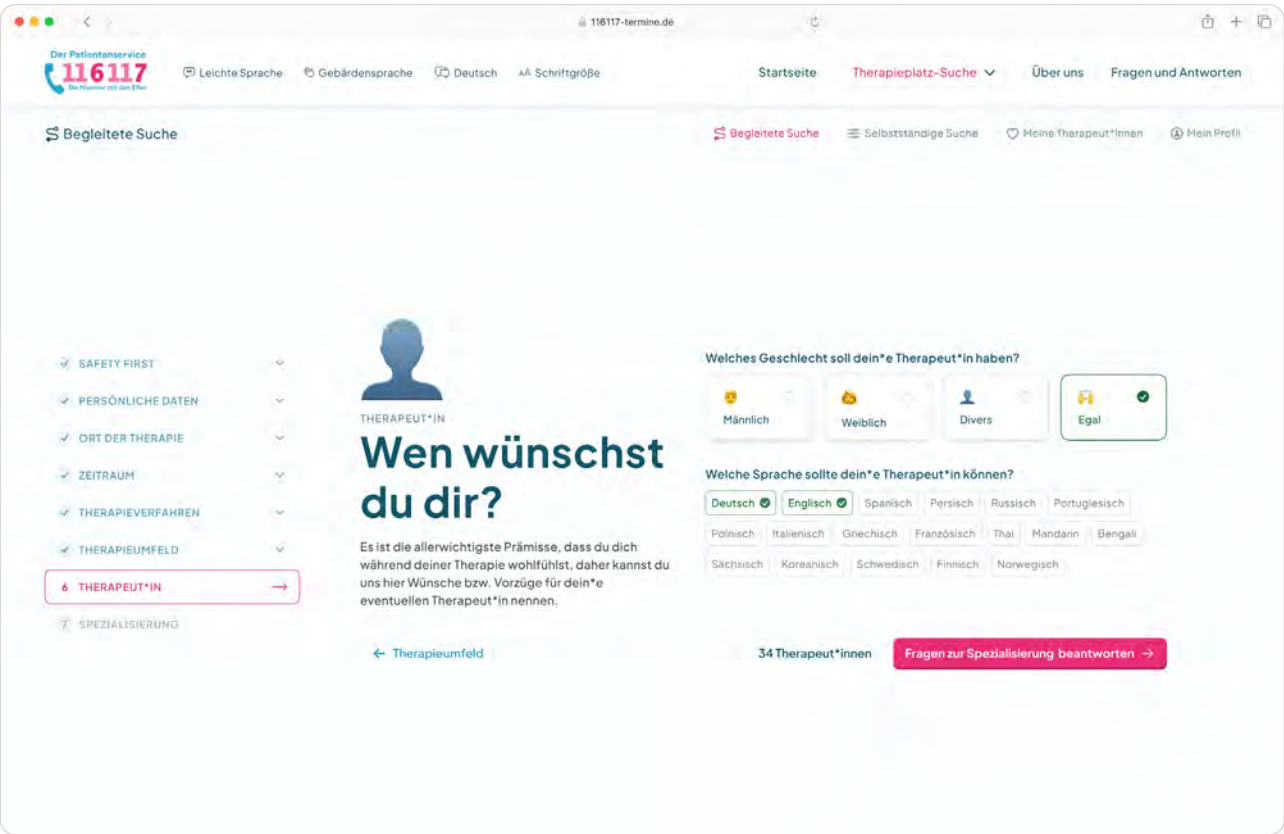 116117-termine.de
Der Patientenservice
116117
Die Nummer mit den Elfen
Leichte Sprache
Gebärdensprache
Deutsch
AA Schriftgröße
Startseite
Therapieplatz-Suche
Über uns
Fragen und Antworten
Begleitete Suche
Begleitete Suche
Selbstständige Suche
Meine Therapeut*innen
Mein Profil
SAFETY FIRST
PERSÖNLICHE DATEN
ORT DER THERAPIE
ZEITRAUM
THERAPIEVERFAHREN
THERAPIEUMFELD
6 THERAPEUT*IN →
7 SPEZIALISIERUNG
THERAPEUT*IN
Wen wünschst
du dir?
Es ist die allerwichtigste Prämisse, dass du dich
während deiner Therapie wohlfühlst, daher kannst du
uns hier Wünsche bzw. Vorzüge für dein*e
eventuellen Therapeut*in nennen.
← Therapieumfeld
Welches Geschlecht soll dein*e Therapeut*in haben?
Männlich
Weiblich
Divers
Egal
Welche Sprache sollte dein*e Therapeut*in können?
Deutsch Englisch Spanisch Persisch Russisch Portugiesisch
Polnisch Italienisch Griechisch Französisch Thai Mandarin Bengali
Sächsisch Koreanisch Schwedisch Finnisch Norwegisch
34 Therapeut*innen
Fragen zur Spezialisierung beantworten →